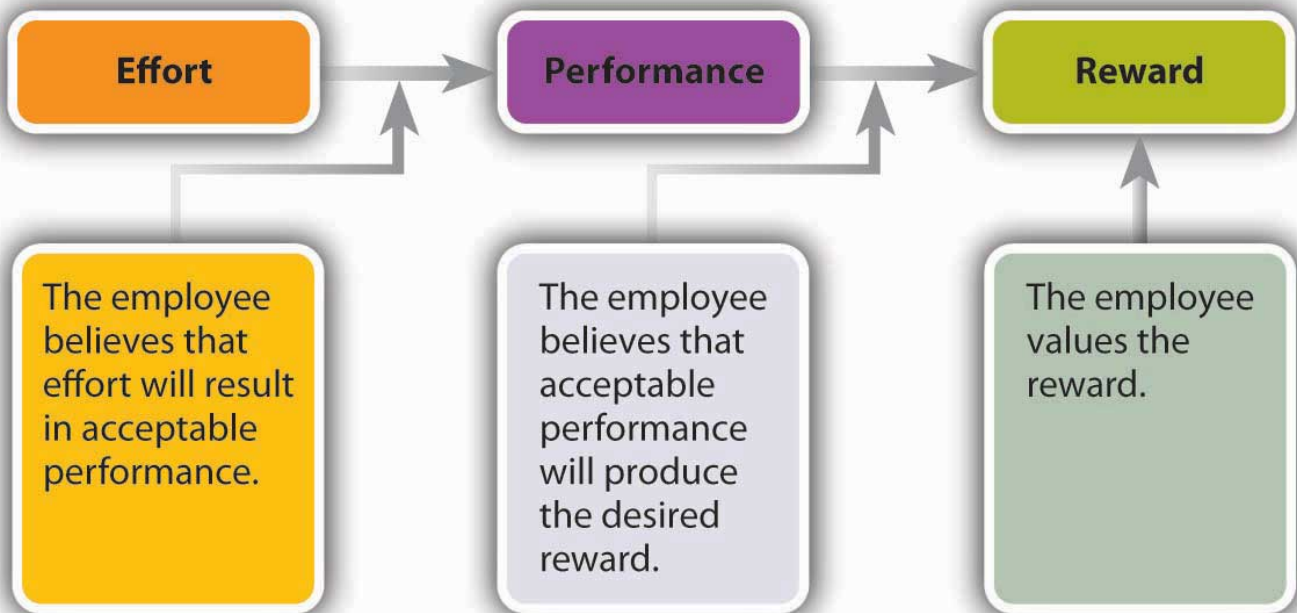 Effort
Performance
Reward
The employee
believes that
effort will result
in acceptable
performance.
The employee
believes that
acceptable
performance
will produce
the desired
reward.
The employee
values the
reward.